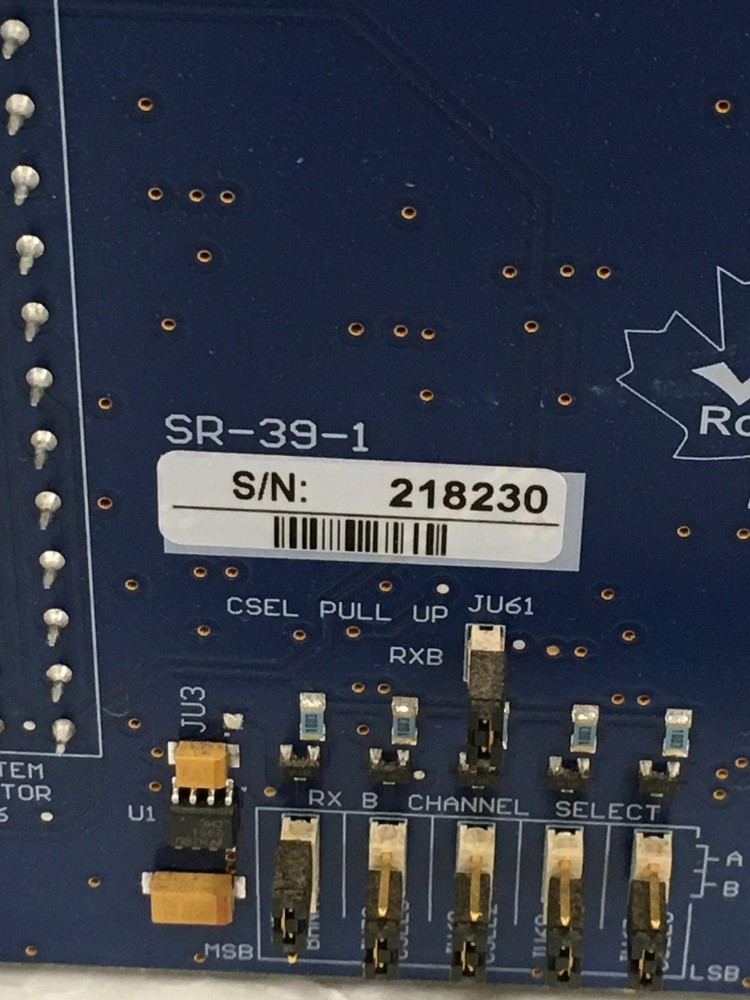 SR-39-1
S/N: 218230
CSEL PULL UP JU61
RXB
JU3
U1
RX B CHANNEL SELECT
A
B
MSB
LSB